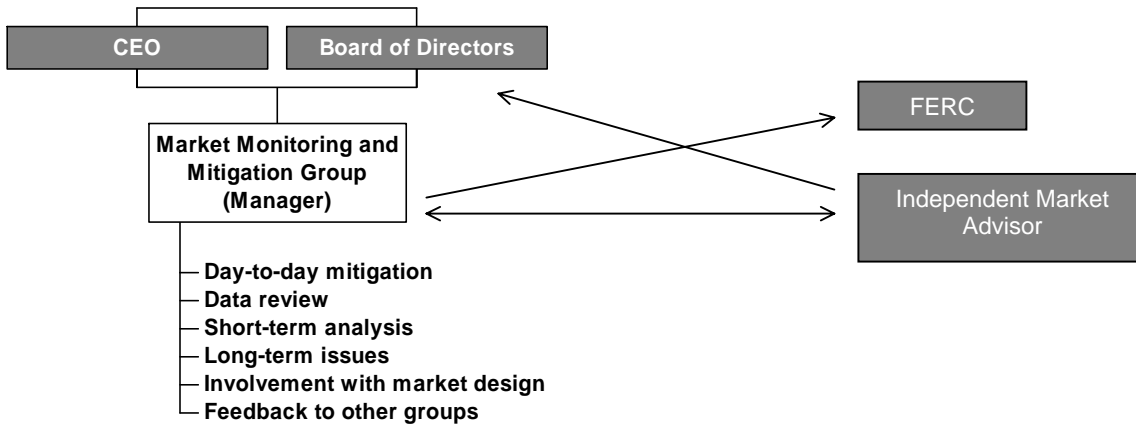 CEO
Board of Directors
FERC
Market Monitoring and
Mitigation Group
(Manager)
Independent Market
Advisor
Day-to-day mitigation
Data review
Short-term analysis
Long-term issues
Involvement with market design
Feedback to other groups